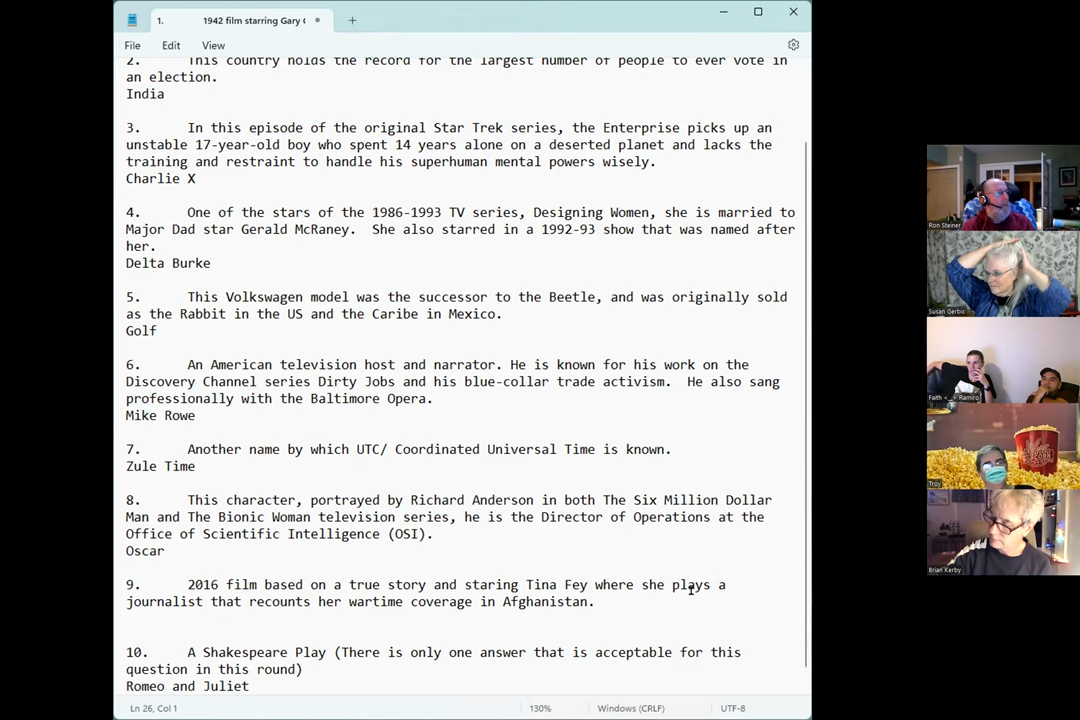 1. 1942 film starring Gary
File Edit View
2. This country holds the record for the largest number of people to ever vote in
an election.
India
3. In this episode of the original Star Trek series, the Enterprise picks up an
unstable 17-year-old boy who spent 14 years alone on a deserted planet and lacks the
training and restraint to handle his superhuman mental powers wisely.
Charlie X
4. One of the stars of the 1986-1993 TV series, Designing Women, she is married to
Major Dad star Gerald McRaney. She also starred in a 1992-93 show that was named after
her.
Delta Burke
5. This Volkswagen model was the successor to the Beetle, and was originally sold
as the Rabbit in the US and the Caribe in Mexico.
Golf
6. An American television host and narrator. He is known for his work on the
Discovery Channel series Dirty Jobs and his blue-collar trade activism. He also sang
professionally with the Baltimore Opera.
Mike Rowe
7. Another name by which UTC/ Coordinated Universal Time is known.
Zule Time
8. This character, portrayed by Richard Anderson in both The Six Million Dollar
Man and The Bionic Woman television series, he is the Director of Operations at the
Office of Scientific Intelligence (OSI).
Oscar
9. 2016 film based on a true story and staring Tina Fey where she plays a
journalist that recounts her wartime coverage in Afghanistan.
10. A Shakespeare Play (There is only one answer that is acceptable for this
question in this round)
Romeo and Juliet
Ln 26, Col 1 130% Windows (CRLF) UTF-8
Ron Steiner
Susan Gerbic
Faith <_> Ramiro
Troy
Brian Kerby